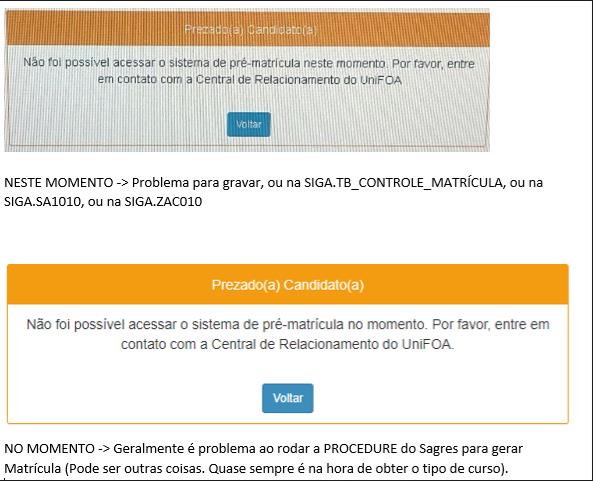 Prezado(a) Candidato(a)
Não foi possível acessar o sistema de pré-matrícula neste momento. Por favor, entre
em contato com a Central de Relacionamento do UniFOA
Voltar
NESTE MOMENTO -> Problema para gravar, ou na SIGA.TB_CONTROLE_MATRÍCULA, ou na
SIGA.SA1010, ou na SIGA.ZAC010
Prezado(a) Candidato(a)
Não foi possível acessar o sistema de pré-matrícula no momento. Por favor, entre em
contato com a Central de Relacionamento do UniFOA.
Voltar
NO MOMENTO -> Geralmente é problema ao rodar a PROCEDURE do Sagres para gerar
Matrícula (Pode ser outras coisas. Quase sempre é na hora de obter o tipo de curso).